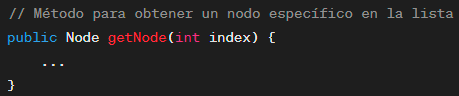 // Método para obtener un nodo específico en la lista
public Node getNode(int index) {
    ...
}